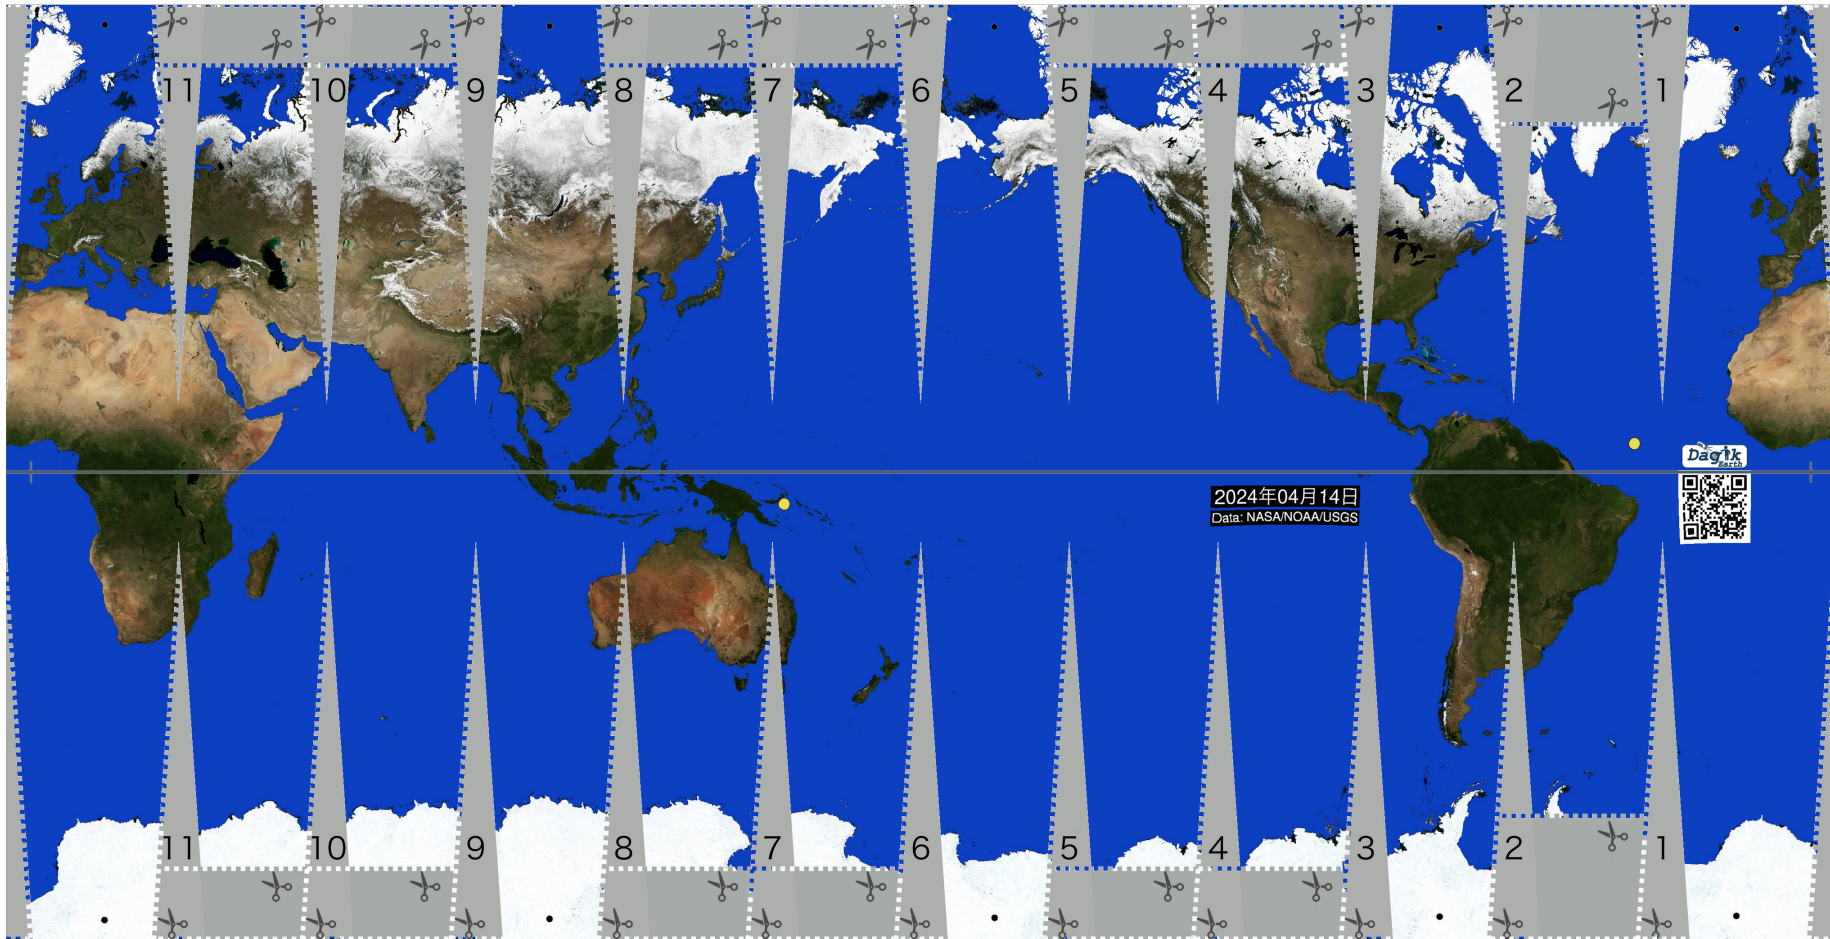 11 10 9 8 7 6 5 4 3 2 1
Dagik
Earth
2024年04月14日
Data: NASA/NOAA/USGS
11 10 9 8 7 6 5 4 3 2 1